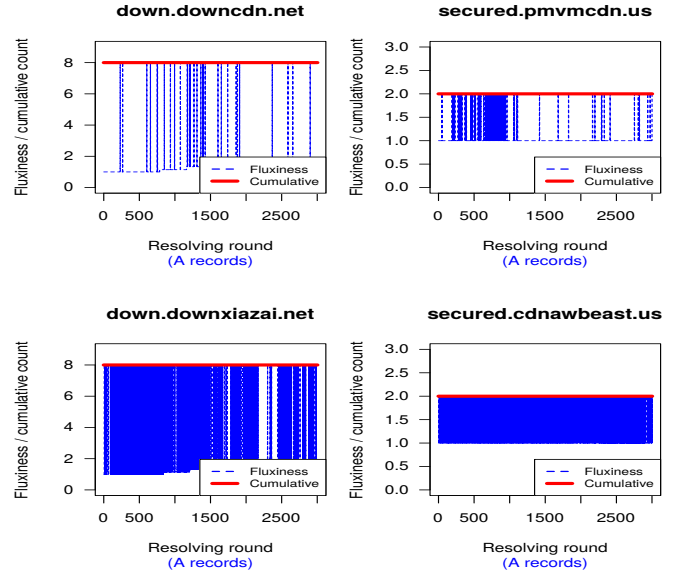 down.downcdn.net
Fluxiness / cumulative count
8
6
4
2
0
Fluxiness
Cumulative
0 500 1500 2500
Resolving round
(A records)
secured.pmvmcdn.us
Fluxiness / cumulative count
3.0
2.5
2.0
1.5
1.0
0.5
0.0
Fluxiness
Cumulative
0 500 1500 2500
Resolving round
(A records)
down.downxiazai.net
Fluxiness / cumulative count
8
6
4
2
0
Fluxiness
Cumulative
0 500 1500 2500
Resolving round
(A records)
secured.cdnawbeast.us
Fluxiness / cumulative count
3.0
2.5
2.0
1.5
1.0
0.5
0.0
Fluxiness
Cumulative
0 500 1500 2500
Resolving round
(A records)